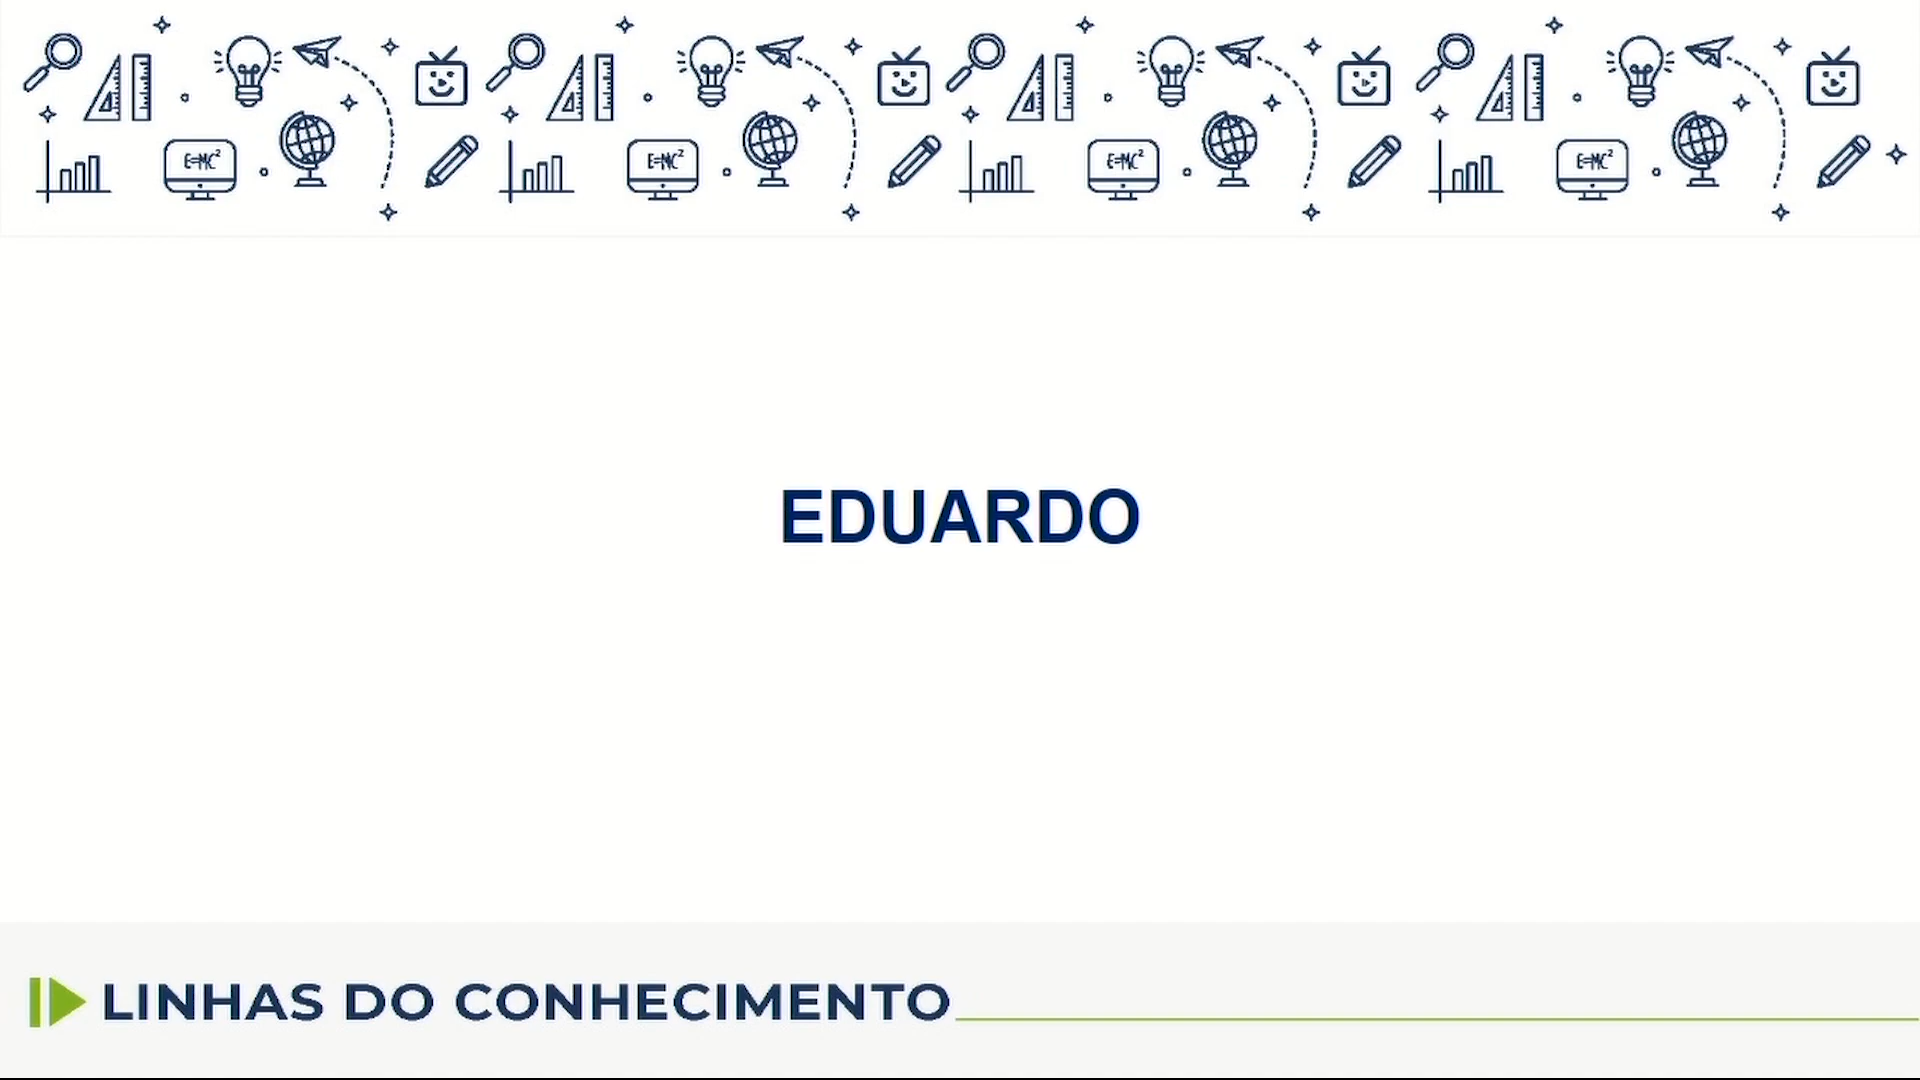 E=MC² E=MC² E=MC² E=MC²
EDUARDO
LINHAS DO CONHECIMENTO